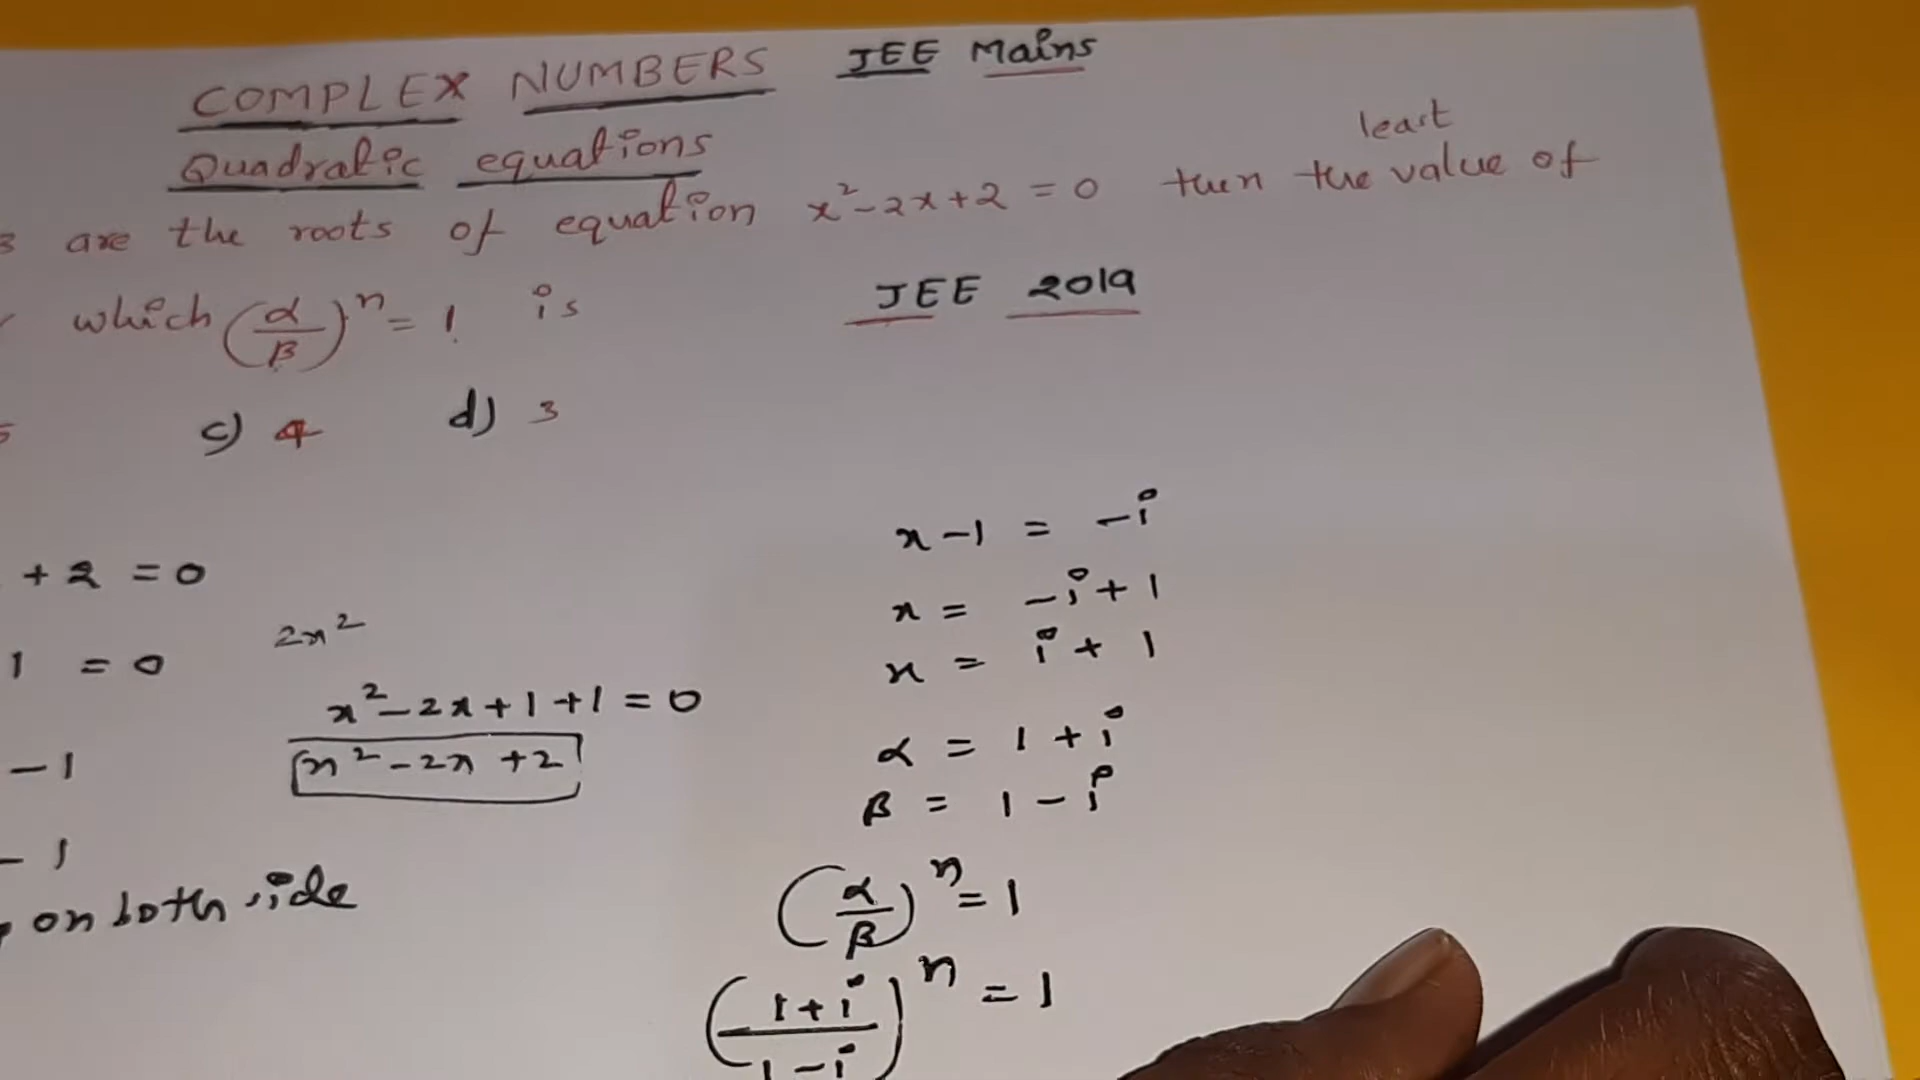 COMPLEX NUMBERS JEE Mains
Quadratic equations
least
are the roots of equation x²-2x+2 = 0 then the value of
which (α/β)ⁿ = 1 is
JEE 2019
c) 4 d) 3
x-1 = -i
+2 = 0
x = -i+1
2x²
x = i+1
1 = 0
x²-2x+1+1 = 0
x²-2x+2
α = 1+i
-1
β = 1-i
-1
on both side
(α/β)ⁿ = 1
(1+i/1-i)ⁿ = 1